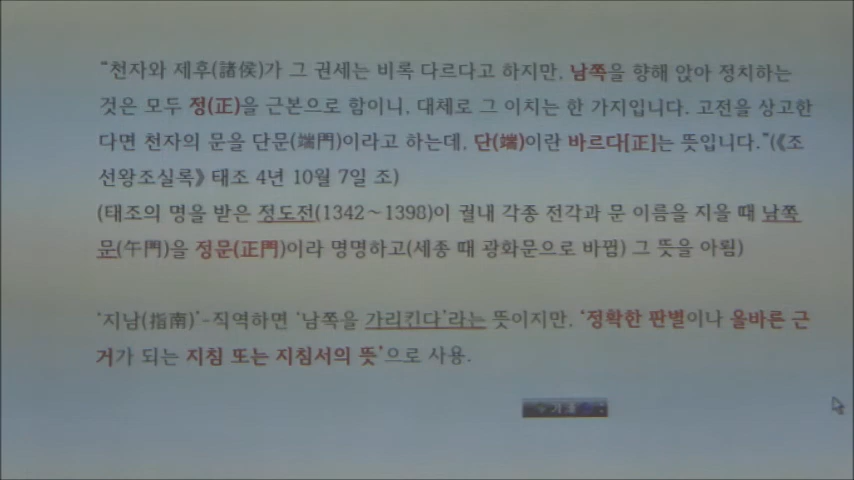 “천자와 제후(諸侯)가 그 권세는 비록 다르다고 하지만, 남쪽을 향해 앉아 정치하는
것은 모두 정(正)을 근본으로 함이니, 대체로 그 이치는 한 가지입니다. 고전을 상고한
다면 천자의 문을 단문(端門)이라고 하는데, 단(端)이란 바르다[正]는 뜻입니다.”(《조
선왕조실록》 태조 4년 10월 7일 조)
(태조의 명을 받은 정도전(1342～1398)이 궐내 각종 전각과 문 이름을 지을 때 남쪽
문(午門)을 정문(正門)이라 명명하고(세종 때 광화문으로 바뀜) 그 뜻을 아룀)
‘지남(指南)’-직역하면 ‘남쪽을 가리킨다’라는 뜻이지만, ‘정확한 판별이나 올바른 근
거가 되는 지침 또는 지침서의 뜻’으로 사용.